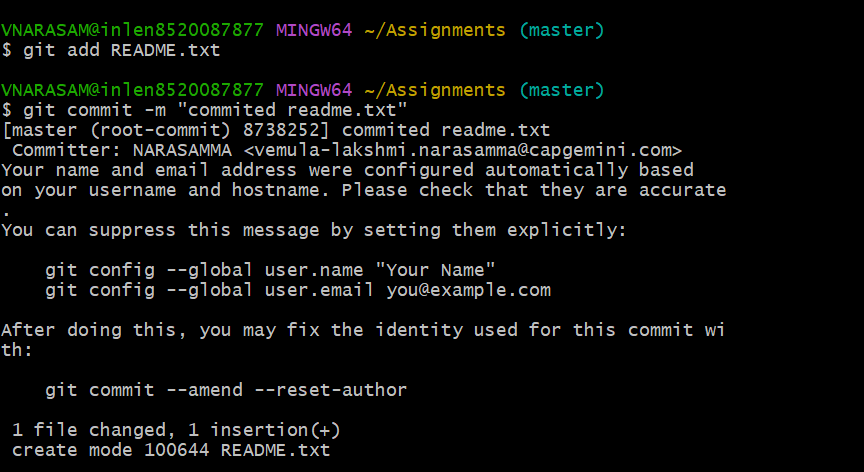 VNARASAM@inlen8520087877 MINGW64 ~/Assignments (master)
$ git add README.txt
VNARASAM@inlen8520087877 MINGW64 ~/Assignments (master)
$ git commit -m "commited readme.txt"
[master (root-commit) 8738252] commited readme.txt
 Committer: NARASAMMA <vemula-lakshmi.narasamma@capgemini.com>
Your name and email address were configured automatically based
on your username and hostname. Please check that they are accurate
.
You can suppress this message by setting them explicitly:
    git config --global user.name "Your Name"
    git config --global user.email you@example.com
After doing this, you may fix the identity used for this commit wi
th:
    git commit --amend --reset-author
 1 file changed, 1 insertion(+)
 create mode 100644 README.txt